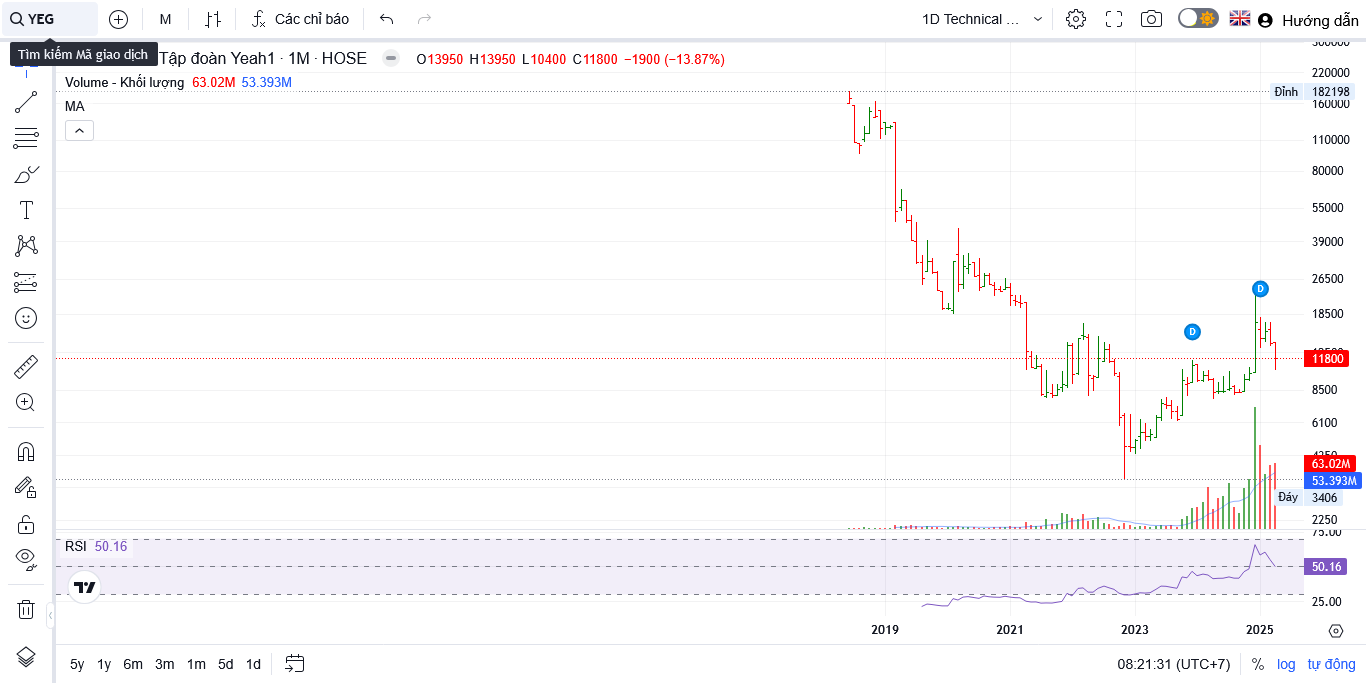 YEG
M
Các chỉ báo
1D Technical ...
Hướng dẫn
Tìm kiếm Mã giao dịch
Tập đoàn Yeah1 · 1M · HOSE
O13950 H13950 L10400 C11800 −1900 (−13.87%)
Volume - Khối lượng 63.02M 53.393M
MA
220000
Đỉnh 182198
160000
110000
80000
55000
39000
26500
D
18500
D
11800
8500
6100
63.02M
53.393M
Đáy 3406
2250
75.00
RSI 50.16
50.16
25.00
2019 2021 2023 2025
5y 1y 6m 3m 1m 5d 1d
08:21:31 (UTC+7)
% log tự động